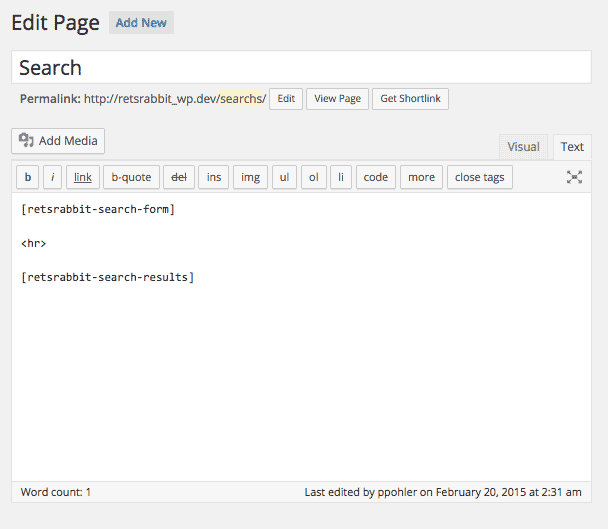 Edit Page Add New
Search
Permalink: http://retsrabbit_wp.dev/searchs/ Edit View Page Get Shortlink
Add Media Visual Text
b i link b-quote del ins img ul ol li code more close tags
[retsrabbit-search-form]
<hr>
[retsrabbit-search-results]
Word count: 1 Last edited by ppohler on February 20, 2015 at 2:31 am